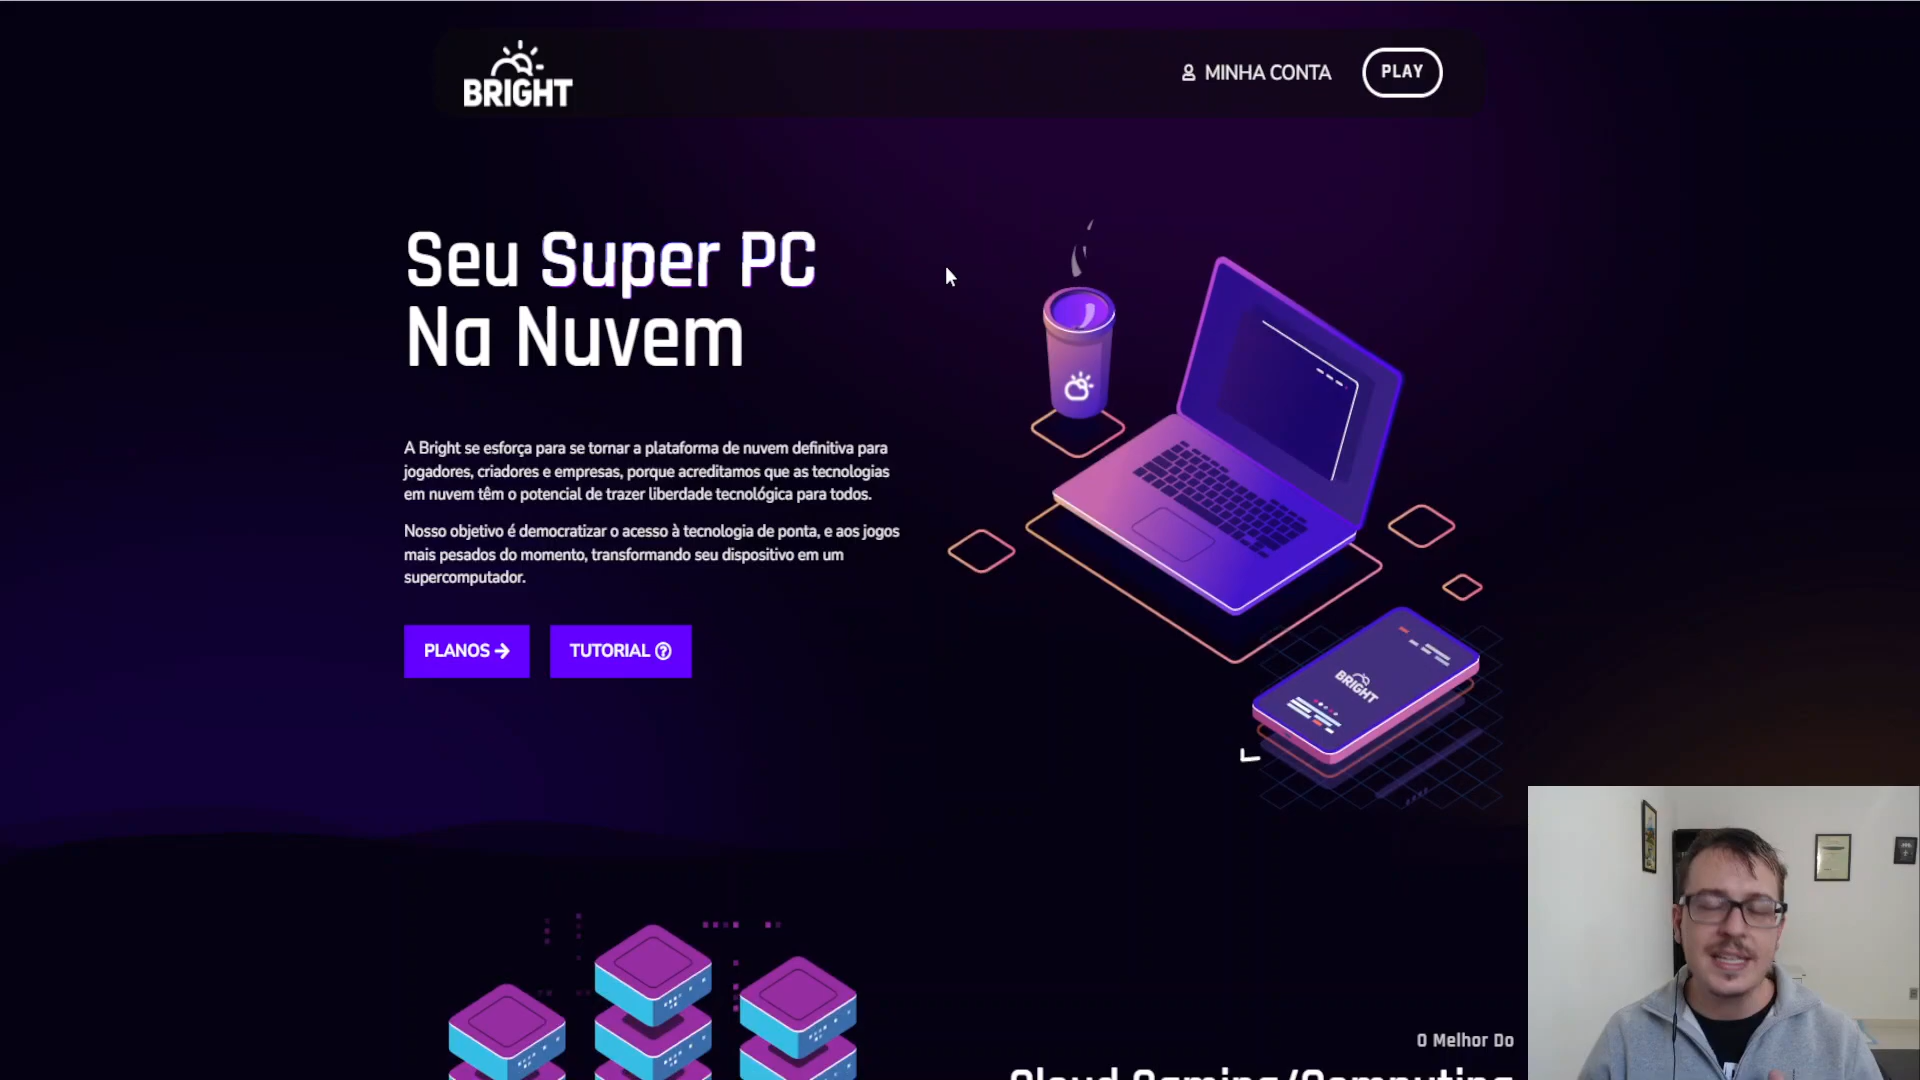 BRIGHT
MINHA CONTA
PLAY
Seu Super PC
Na Nuvem
A Bright se esforça para se tornar a plataforma de nuvem definitiva para
jogadores, criadores e empresas, porque acreditamos que as tecnologias
em nuvem têm o potencial de trazer liberdade tecnológica para todos.
Nosso objetivo é democratizar o acesso à tecnologia de ponta, e aos jogos
mais pesados do momento, transformando seu dispositivo em um
supercomputador.
PLANOS
TUTORIAL
BRIGHT
O Melhor Do
Cloud Gaming/Computing